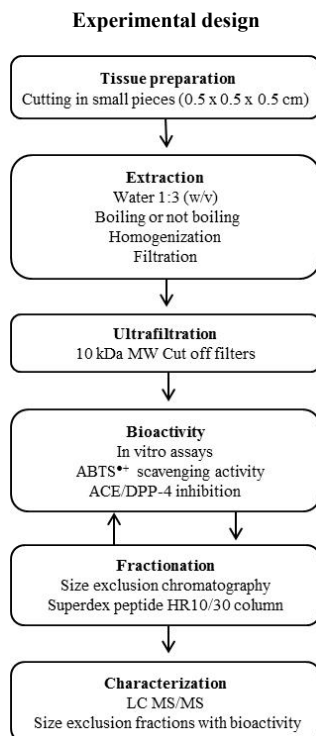 Experimental design
Tissue preparation
Cutting in small pieces (0.5 x 0.5 x 0.5 cm)
Extraction
Water 1:3 (w/v)
Boiling or not boiling
Homogenization
Filtration
Ultrafiltration
10 kDa MW Cut off filters
Bioactivity
In vitro assays
ABTS•+ scavenging activity
ACE/DPP-4 inhibition
Fractionation
Size exclusion chromatography
Superdex peptide HR10/30 column
Characterization
LC MS/MS
Size exclusion fractions with bioactivity